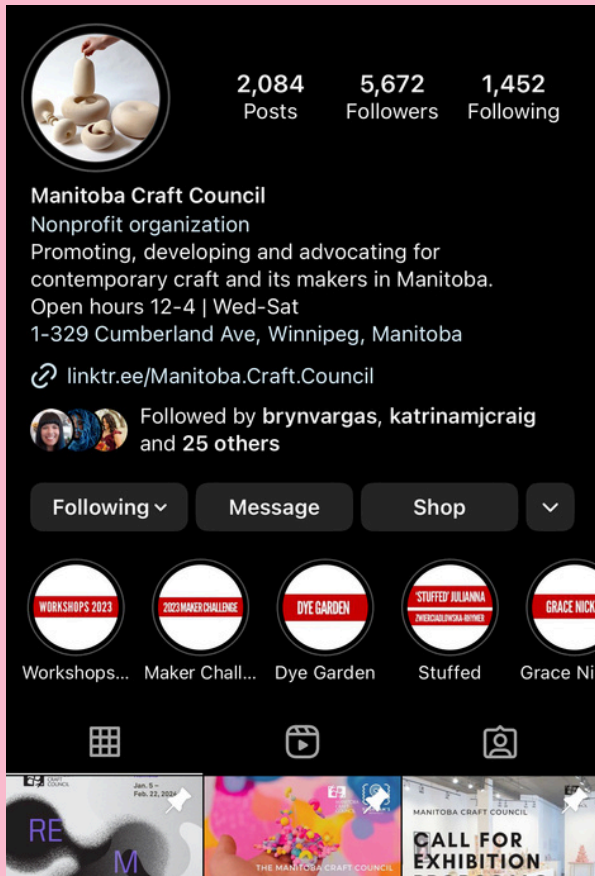 2,084
Posts
5,672
Followers
1,452
Following
Manitoba Craft Council
Nonprofit organization
Promoting, developing and advocating for
contemporary craft and its makers in Manitoba.
Open hours 12-4 | Wed-Sat
1-329 Cumberland Ave, Winnipeg, Manitoba
linktr.ee/Manitoba.Craft.Council
Followed by brynvargas, katrinamjcraig
and 25 others
Following
Message
Shop
WORKSHOPS 2023
2023 MAKER CHALLENGE
DYE GARDEN
'STUFFED' JULIANNA
ZWIERCIADLOWSKA-RHYMER
GRACE NICK
Workshops...
Maker Chall...
Dye Garden
Stuffed
Grace Ni
CRAFT
COUNCIL
Jan. 5 –
Feb. 22, 2024
RE
M
THE MANITOBA CRAFT COUNCIL
MANITOBA CRAFT COUNCIL
CALL FOR
EXHIBITION